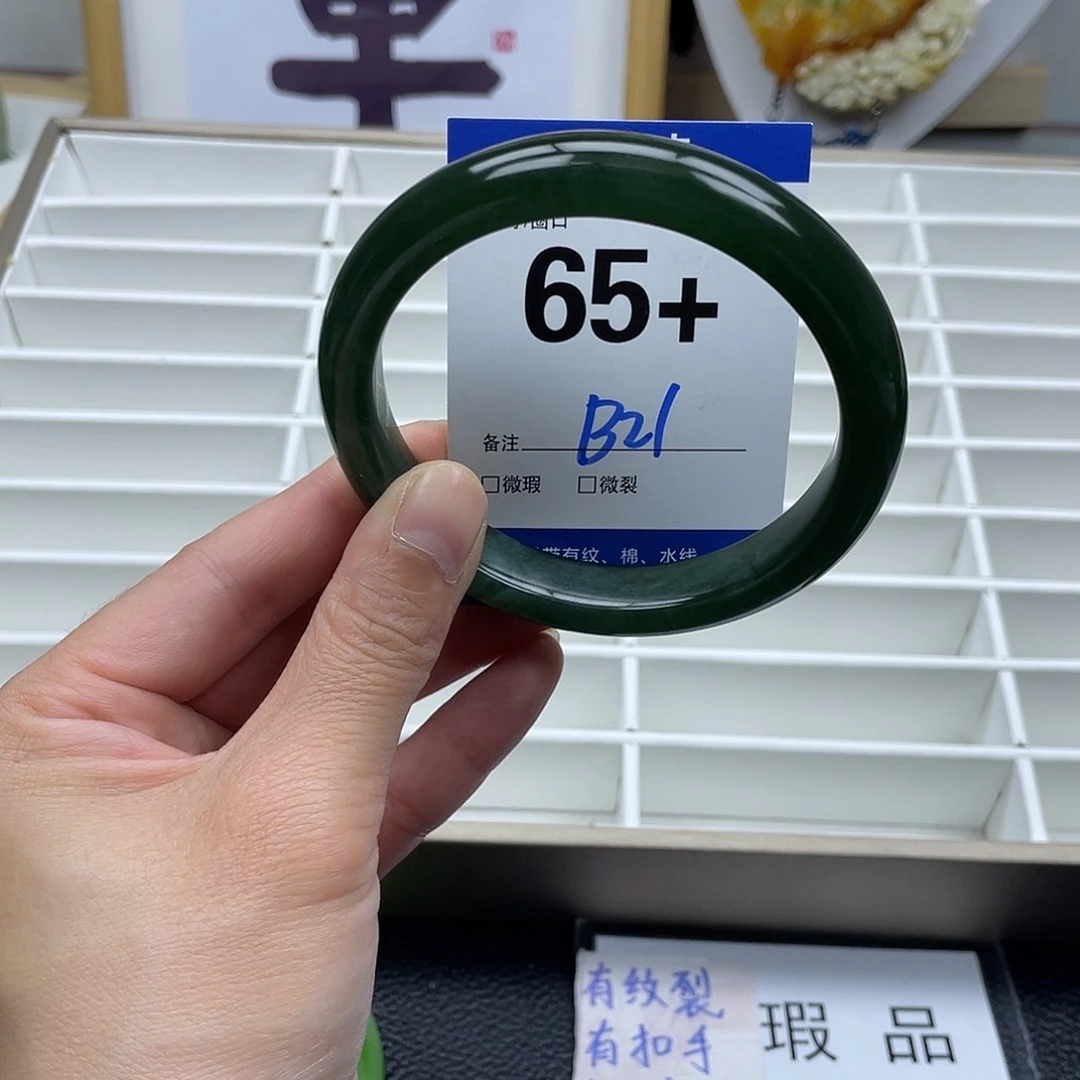 65+
备注 B21
□微瑕 □微裂
带有纹、棉、水线
有纹裂
有扣手
瑕品